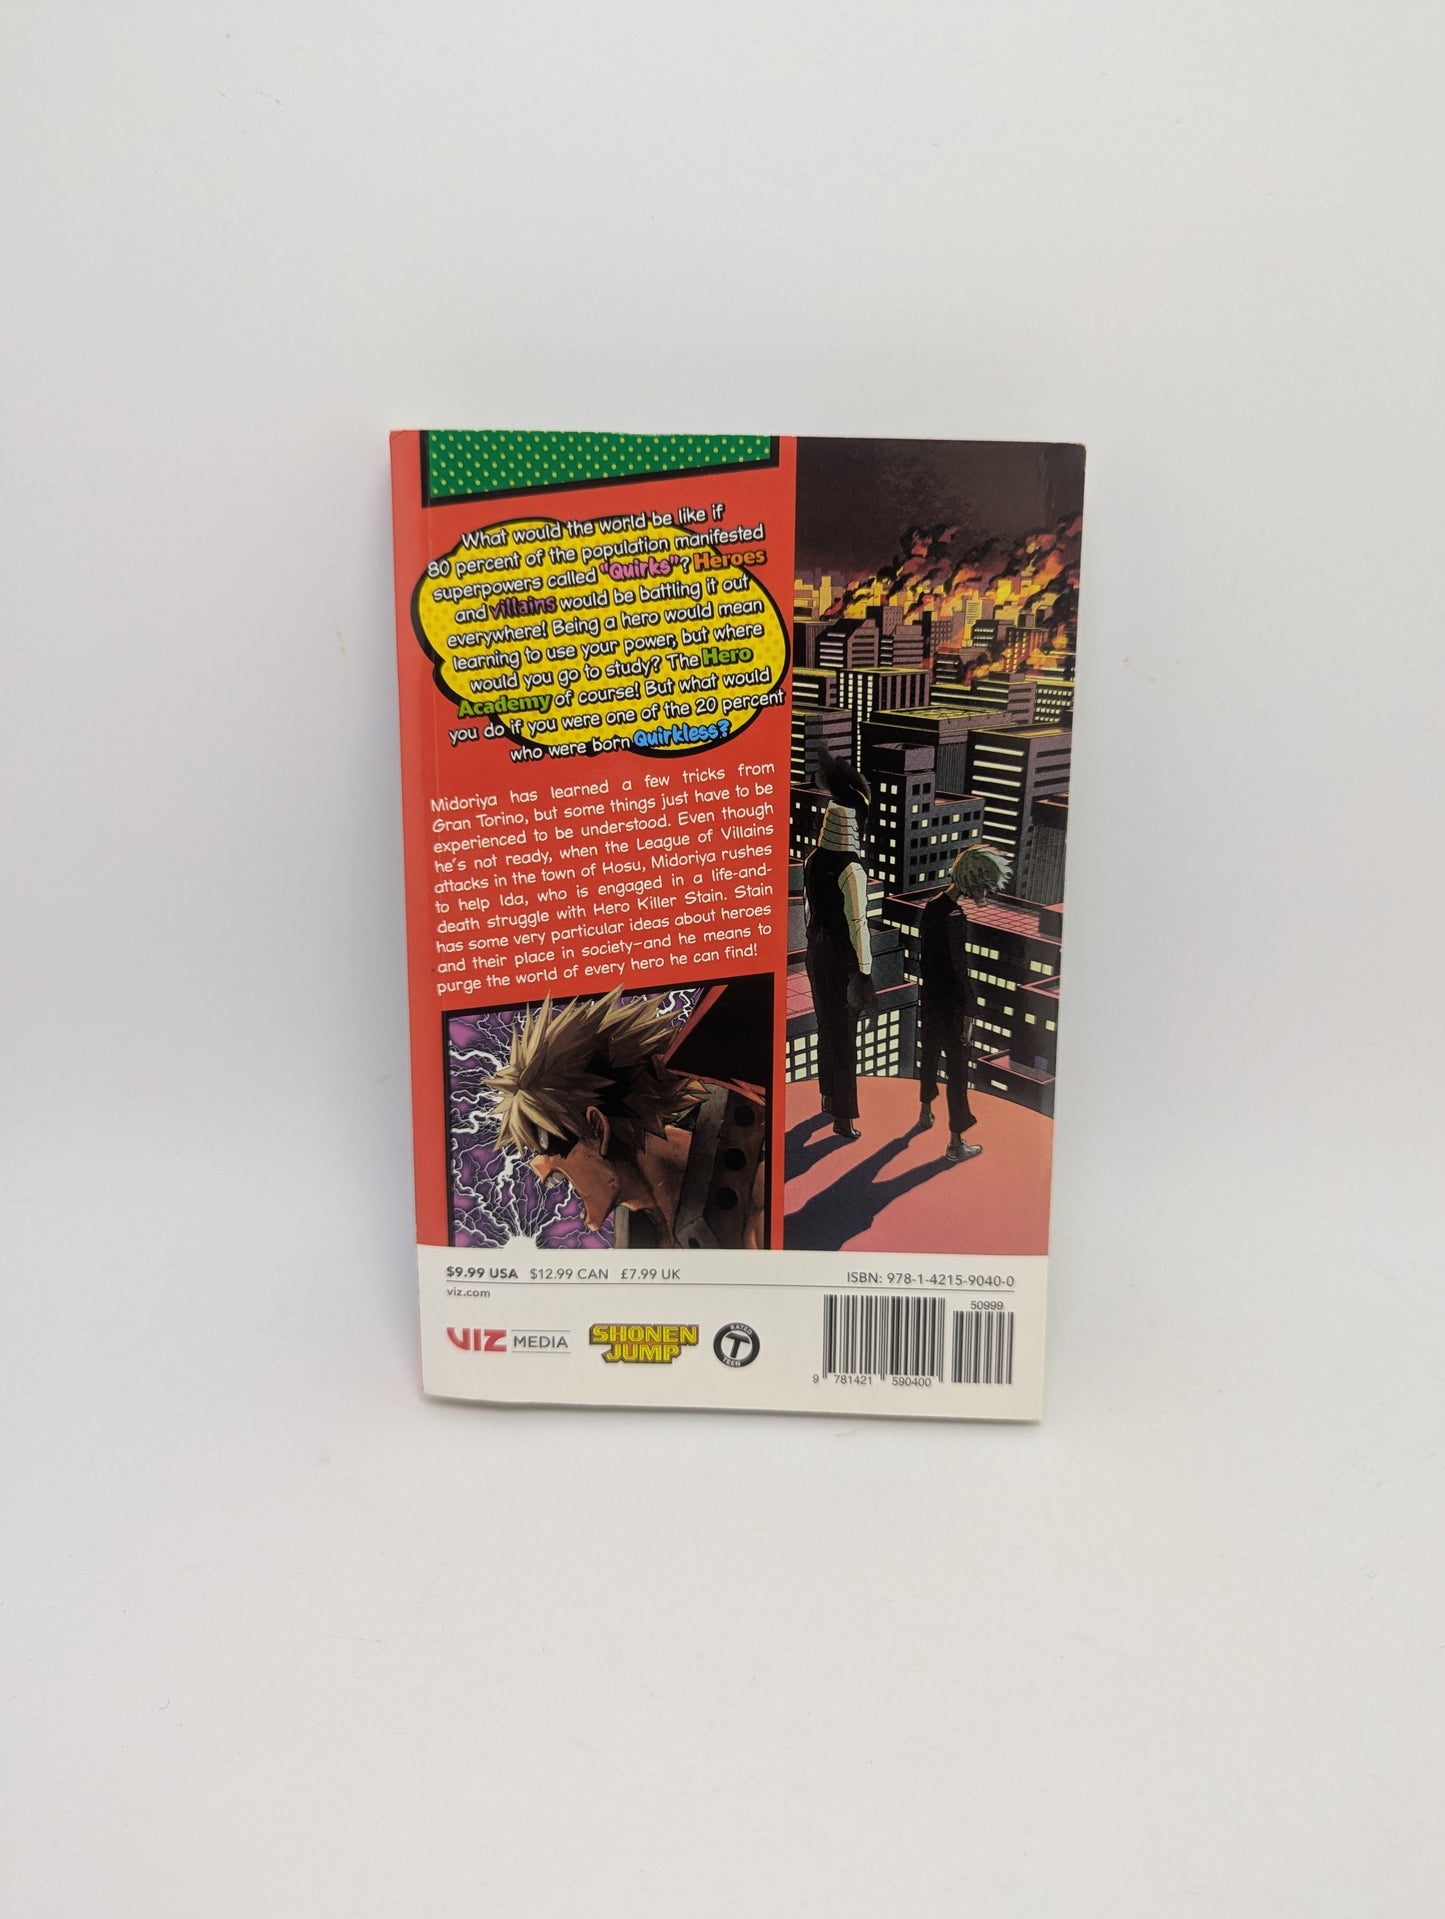 What would the world be like if
80 percent of the population manifested
superpowers called "Quirks"? Heroes
and villains would be battling it out
everywhere! Being a hero would mean
learning to use your power, but where
would you go to study? The Hero
Academy of course! But what would
you do if you were one of the 20 percent
who were born Quirkless?
Midoriya has learned a few tricks from
Gran Torino, but some things just have to be
experienced to be understood. Even though
he's not ready, when the League of Villains
attacks in the town of Hosu, Midoriya rushes
to help Ida, who is engaged in a life-and-
death struggle with Hero Killer Stain. Stain
has some very particular ideas about heroes
and their place in society—and he means to
purge the world of every hero he can find!
$9.99 USA $12.99 CAN £7.99 UK
viz.com
VIZ MEDIA
SHONEN
JUMP
RATED
T
TEEN
ISBN: 978-1-4215-9040-0
50999
9 781421 590400